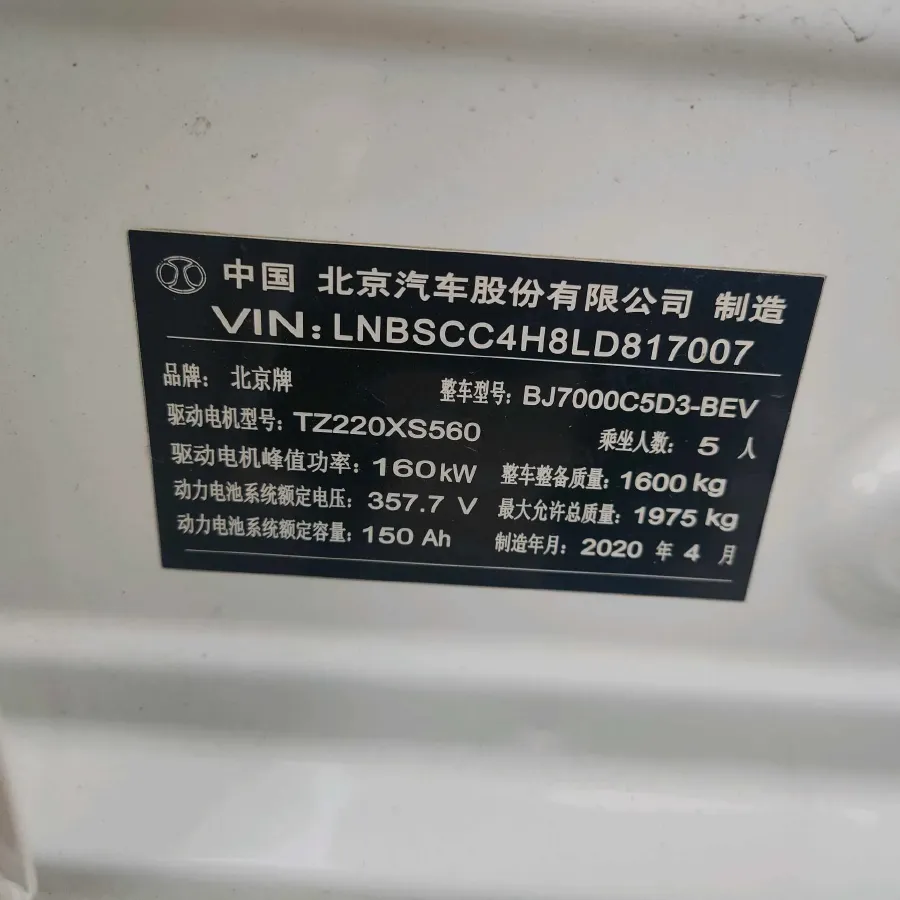 中国 北京汽车股份有限公司 制造
VIN: LNBSCC4H8LD817007
品牌: 北京牌 整车型号: BJ7000C5D3-BEV
驱动电机型号: TZ220XS560 乘坐人数: 5 人
驱动电机峰值功率: 160kW 整车整备质量: 1600 kg
动力电池系统额定电压: 357.7 V 最大允许总质量: 1975 kg
动力电池系统额定容量: 150 Ah 制造年月: 2020 年 4 月